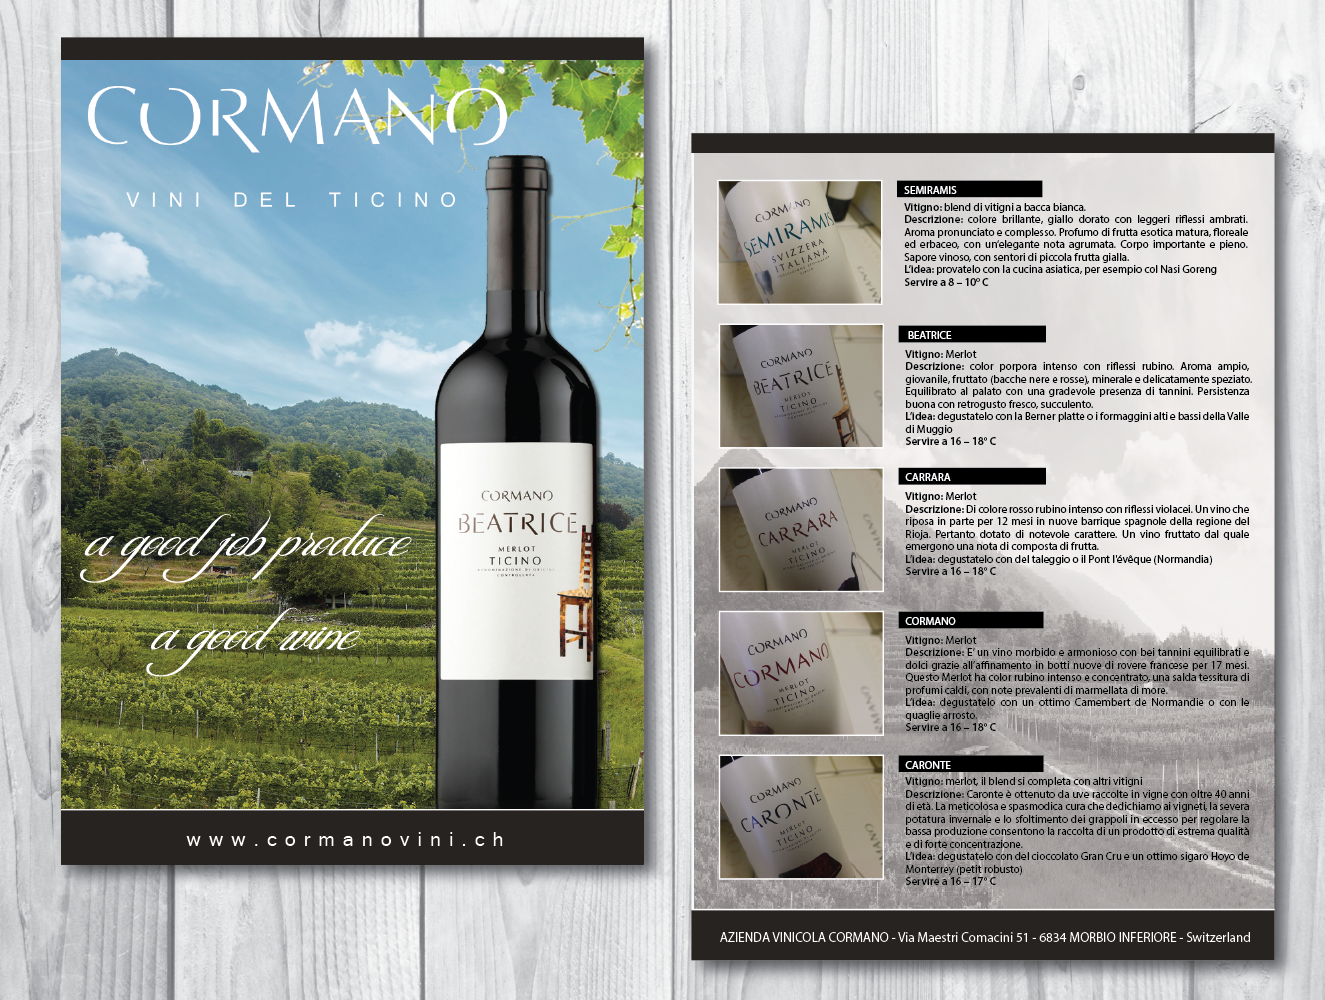 CORMANO
VINI DEL TICINO
a good job produce
a good wine
CORMANO
BEATRICE
MERLOT
TICINO
DENOMINAZIONE DI ORIGINE
CONTROLLATA
www.cormanovini.ch
CORMANO
SEMIRAMIS
SVIZZERA
ITALIANA
SEMIRAMIS
Vitigno: blend di vitigni a bacca bianca.
Descrizione: colore brillante, giallo dorato con leggeri riflessi ambrati.
Aroma pronunciato e complesso. Profumo di frutta esotica matura, floreale
ed erbaceo, con un'elegante nota agrumata. Corpo importante e pieno.
Sapore vinoso, con sentori di piccola frutta gialla.
L'idea: provatelo con la cucina asiatica, per esempio col Nasi Goreng
Servire a 8 – 10° C
CORMANO
BEATRICE
MERLOT
TICINO
BEATRICE
Vitigno: Merlot
Descrizione: color porpora intenso con riflessi rubino. Aroma ampio,
giovanile, fruttato (bacche nere e rosse), minerale e delicatamente speziato.
Equilibrato al palato con una gradevole presenza di tannini. Persistenza
buona con retrogusto fresco, succulento.
L'idea: degustatelo con la Berner platte o i formaggini alti e bassi della Valle
di Muggio
Servire a 16 – 18° C
CORMANO
CARRARA
MERLOT
TICINO
CARRARA
Vitigno: Merlot
Descrizione: Di colore rosso rubino intenso con riflessi violacei. Un vino che
riposa in parte per 12 mesi in nuove barrique spagnole della regione del
Rioja. Pertanto dotato di notevole carattere. Un vino fruttato dal quale
emergono una nota di composta di frutta.
L'idea: degustatelo con del taleggio o il Pont l'évêque (Normandia)
Servire a 16 – 18° C
CORMANO
CORMANO
MERLOT
TICINO
CORMANO
Vitigno: Merlot
Descrizione: E' un vino morbido e armonioso con bei tannini equilibrati e
dolci grazie all'affinamento in botti nuove di rovere francese per 17 mesi.
Questo Merlot ha color rubino intenso e concentrato, una salda tessitura di
profumi caldi, con note prevalenti di marmellata di more.
L'idea: degustatelo con un ottimo Camembert de Normandie o con le
quaglie arrosto.
Servire a 16 – 18° C
CORMANO
CARONTE
MERLOT
TICINO
CARONTE
Vitigno: merlot, il blend si completa con altri vitigni
Descrizione: Caronte è ottenuto da uve raccolte in vigne con oltre 40 anni
di età. La meticolosa e spasmodica cura che dedichiamo ai vigneti, la severa
potatura invernale e lo sfoltimento dei grappoli in eccesso per regolare la
bassa produzione consentono la raccolta di un prodotto di estrema qualità
e di forte concentrazione.
L'idea: degustatelo con del cioccolato Gran Cru e un ottimo sigaro Hoyo de
Monterrey (petit robusto)
Servire a 16 – 17° C
AZIENDA VINICOLA CORMANO - Via Maestri Comacini 51 - 6834 MORBIO INFERIORE - Switzerland